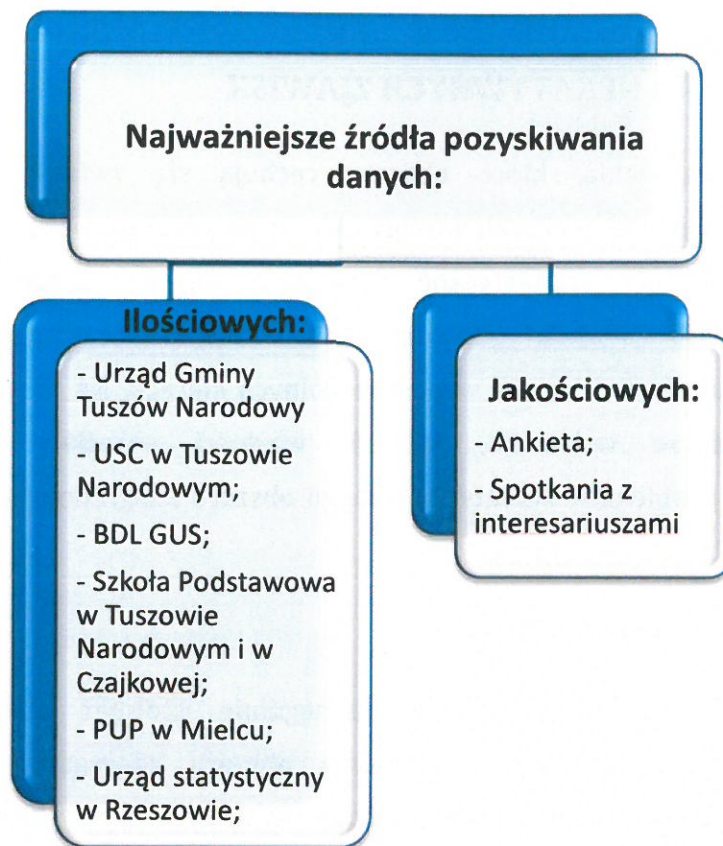 Najważniejsze źródła pozyskiwania
danych:
Ilościowych:
- Urząd Gminy
Tuszów Narodowy
- USC w Tuszowie
Narodowym;
- BDL GUS;
- Szkoła Podstawowa
w Tuszowie
Narodowym i w
Czajkowej;
- PUP w Mielcu;
- Urząd statystyczny
w Rzeszowie;
Jakościowych:
- Ankieta;
- Spotkania z
interesariuszami